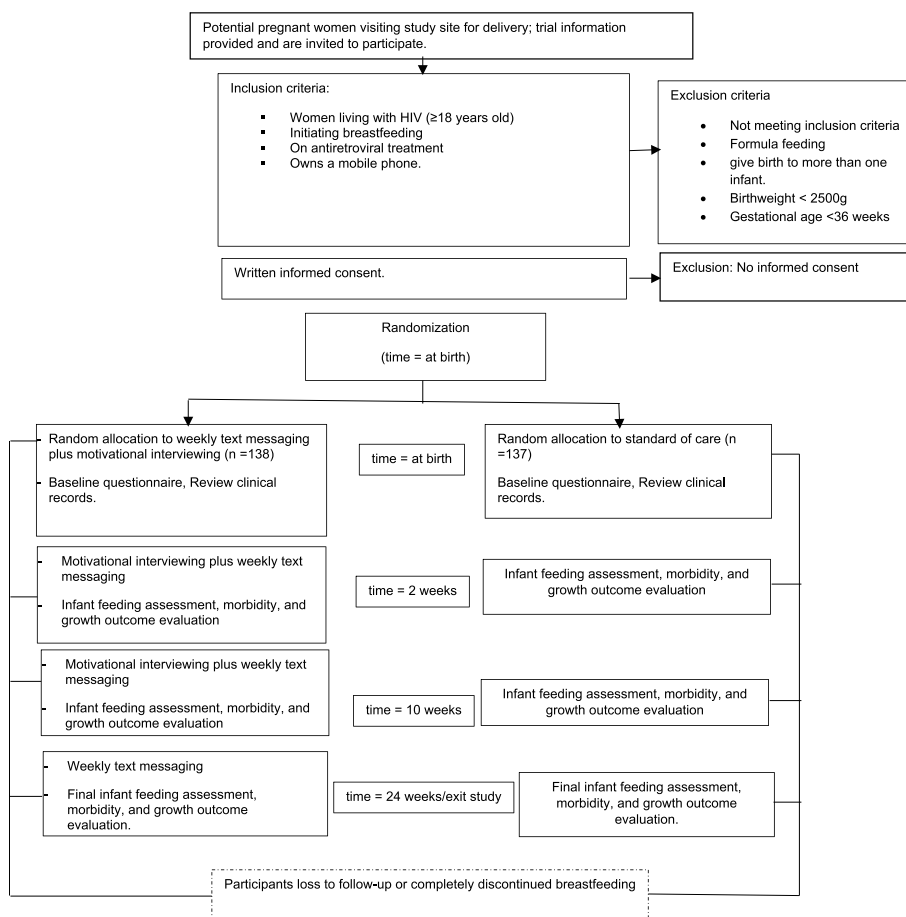 Potential pregnant women visiting study site for delivery; trial information
provided and are invited to participate.
Inclusion criteria:
▪ Women living with HIV (≥18 years old)
▪ Initiating breastfeeding
▪ On antiretroviral treatment
▪ Owns a mobile phone.
Exclusion criteria
• Not meeting inclusion criteria
• Formula feeding
• give birth to more than one
infant.
• Birthweight < 2500g
• Gestational age <36 weeks
Written informed consent.
Exclusion: No informed consent
Randomization
(time = at birth)
- Random allocation to weekly text messaging
plus motivational interviewing (n =138)
- Baseline questionnaire, Review clinical
records.
time = at birth
Random allocation to standard of care (n
=137)
Baseline questionnaire, Review clinical
records.
- Motivational interviewing plus weekly text
messaging
- Infant feeding assessment, morbidity, and
growth outcome evaluation
time = 2 weeks
Infant feeding assessment, morbidity, and
growth outcome evaluation
- Motivational interviewing plus weekly text
messaging
- Infant feeding assessment, morbidity, and
growth outcome evaluation
time = 10 weeks
Infant feeding assessment, morbidity, and
growth outcome evaluation
- Weekly text messaging
- Final infant feeding assessment,
morbidity, and growth outcome
evaluation.
time = 24 weeks/exit study
Final infant feeding assessment,
morbidity, and growth outcome
evaluation.
Participants loss to follow-up or completely discontinued breastfeeding